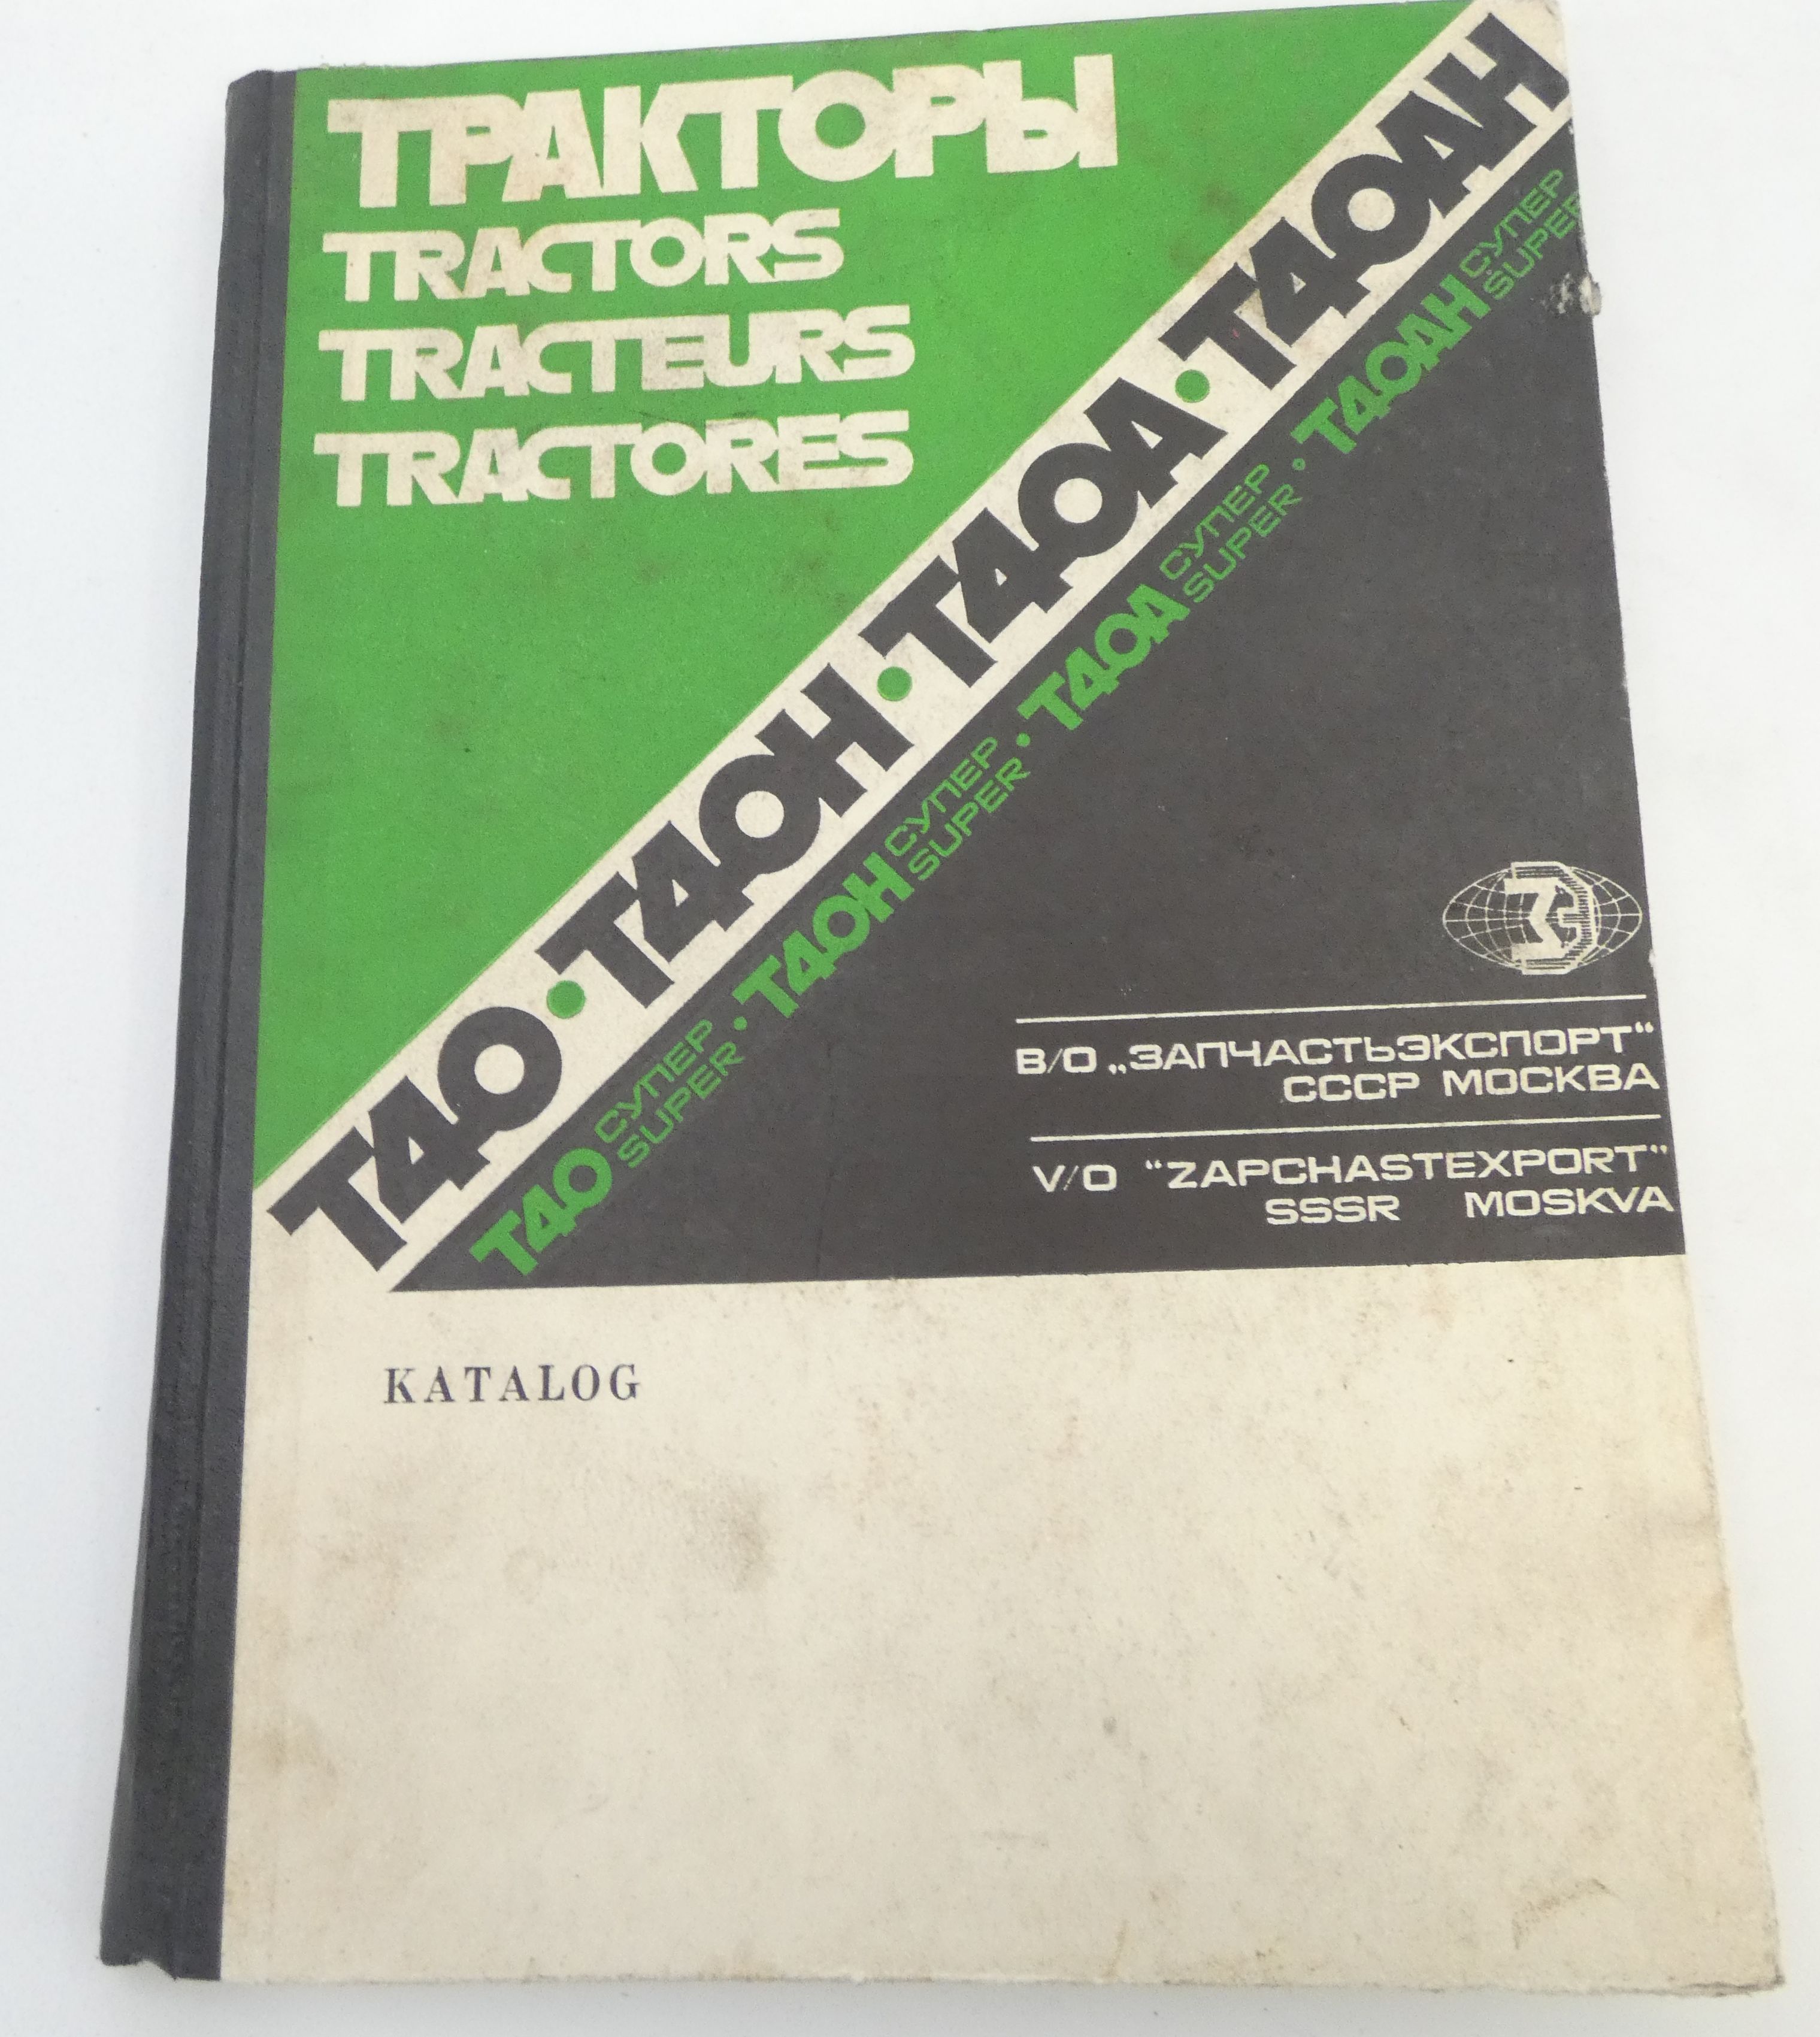 ТРАКТОРЫ
TRACTORS
TRACTEURS
TRACTORES
Т40•Т40Н•Т40А•Т40АН
Т40 СУПЕР SUPER • Т40Н СУПЕР SUPER • Т40А СУПЕР SUPER • Т40АН СУПЕР SUPER
В/О „ЗАПЧАСТЬЭКСПОРТ“
СССР МОСКВА
V/O “ZAPCHASTEXPORT”
SSSR MOSKVA
KATALOG